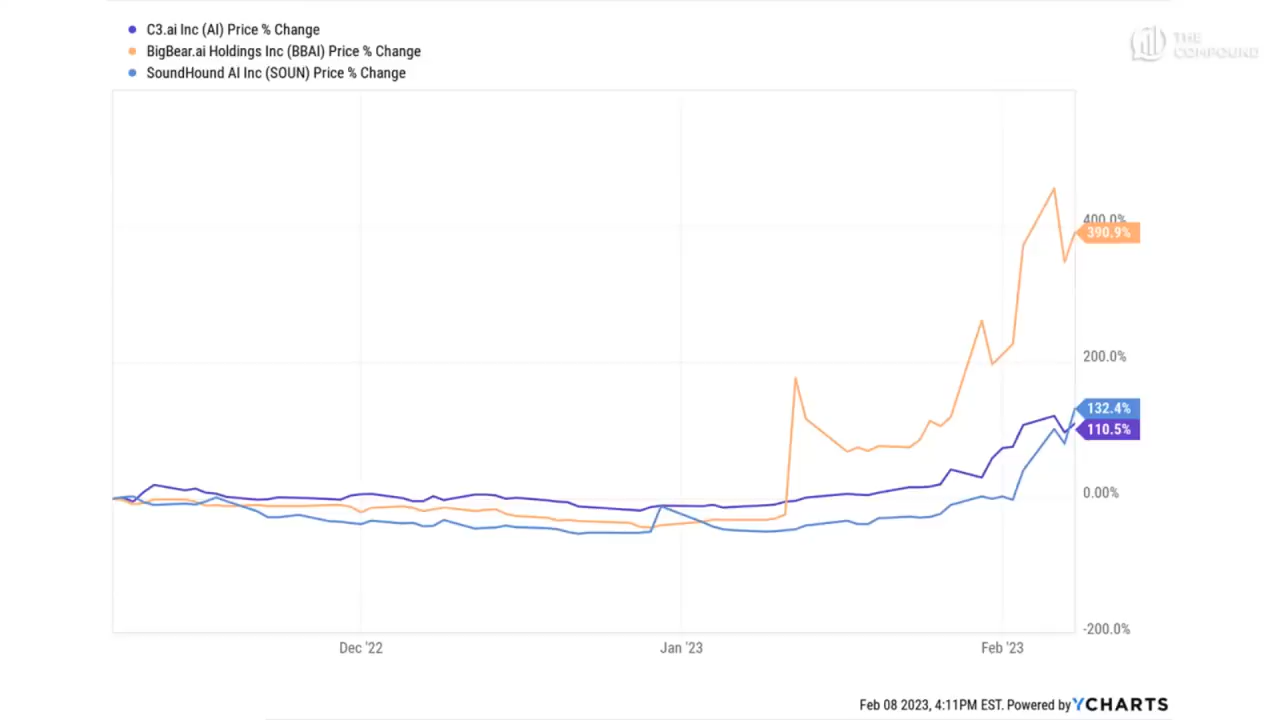 C3.ai Inc (AI) Price % Change
BigBear.ai Holdings Inc (BBAI) Price % Change
SoundHound AI Inc (SOUN) Price % Change
THE
COMPOUND
400.0%
390.9%
200.0%
132.4%
110.5%
0.00%
-200.0%
Dec '22
Jan '23
Feb '23
Feb 08 2023, 4:11PM EST. Powered by YCHARTS